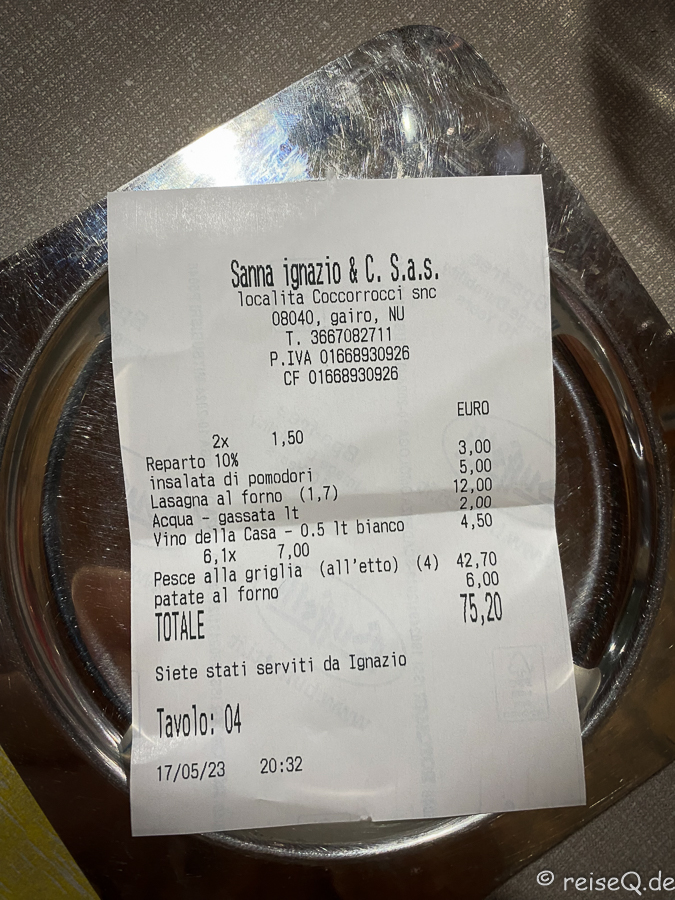 Sanna ignazio & C. S.a.s.
localita Coccorrocci snc
08040, gairo, NU
T. 3667082711
P.IVA 01668930926
CF 01668930926
EURO
2x 1,50
Reparto 10% 3,00
insalata di pomodori 5,00
Lasagna al forno (1,7) 12,00
Acqua - gassata lt 2,00
Vino della Casa - 0.5 lt bianco 4,50
6,1x 7,00
Pesce alla griglia (all'etto) (4) 42,70
patate al forno 6,00
TOTALE 75,20
Siete stati serviti da Ignazio
Tavolo: 04
17/05/23 20:32
© reiseQ.de